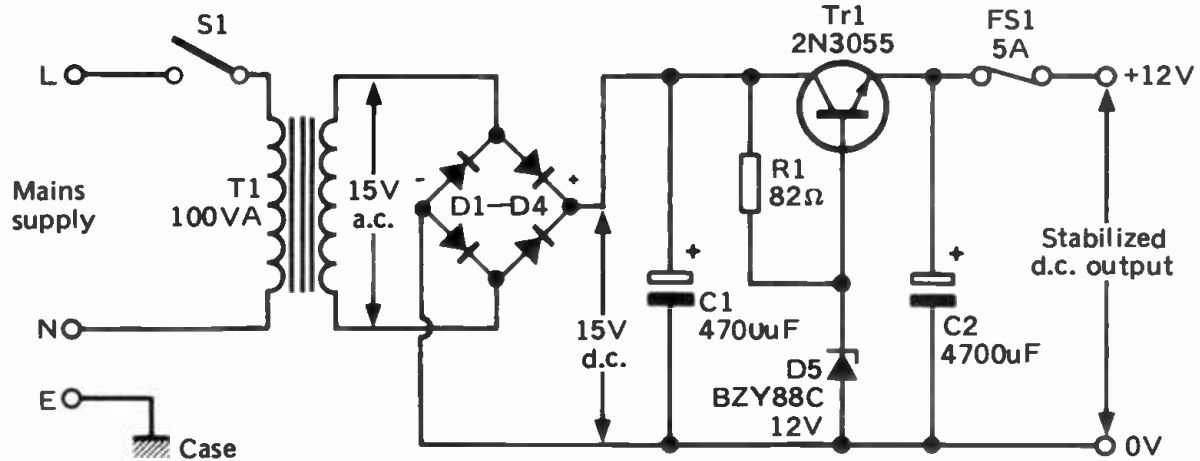 S1
Tr1
2N3055
FS1
5A
L
+12V
Mains
supply
T1
100VA
15V
a.c.
-
+
D1-D4
R1
82Ω
Stabilized
d.c. output
+
C1
4700uF
+
C2
4700uF
N
15V
d.c.
D5
BZY88C
12V
E
Case
0V